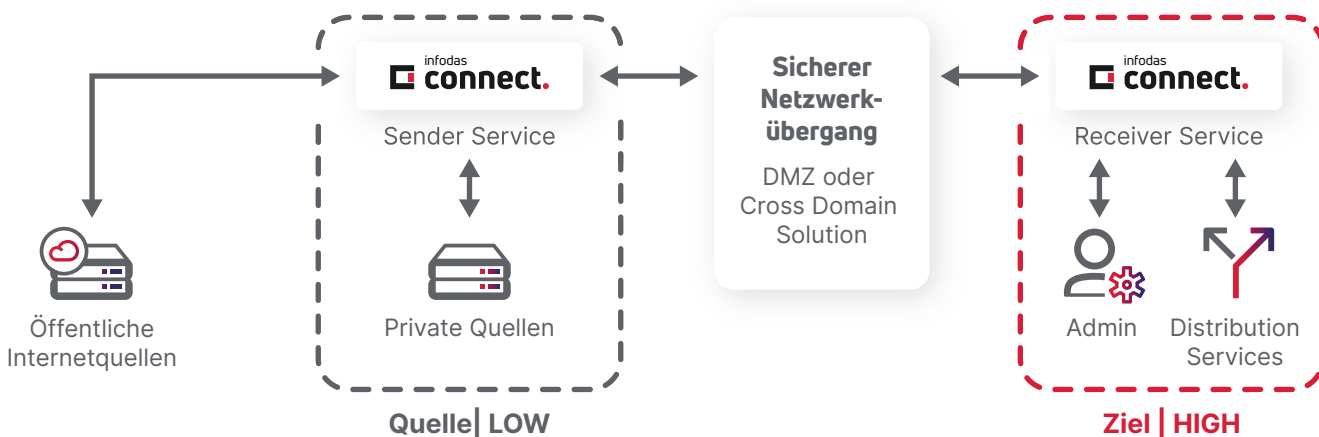 infodas
connect.
Sender Service
Private Quellen
Quelle| LOW
Öffentliche
Internetquellen
Sicherer
Netzwerk-
übergang
DMZ oder
Cross Domain
Solution
infodas
connect.
Receiver Service
Admin
Distribution
Services
Ziel | HIGH